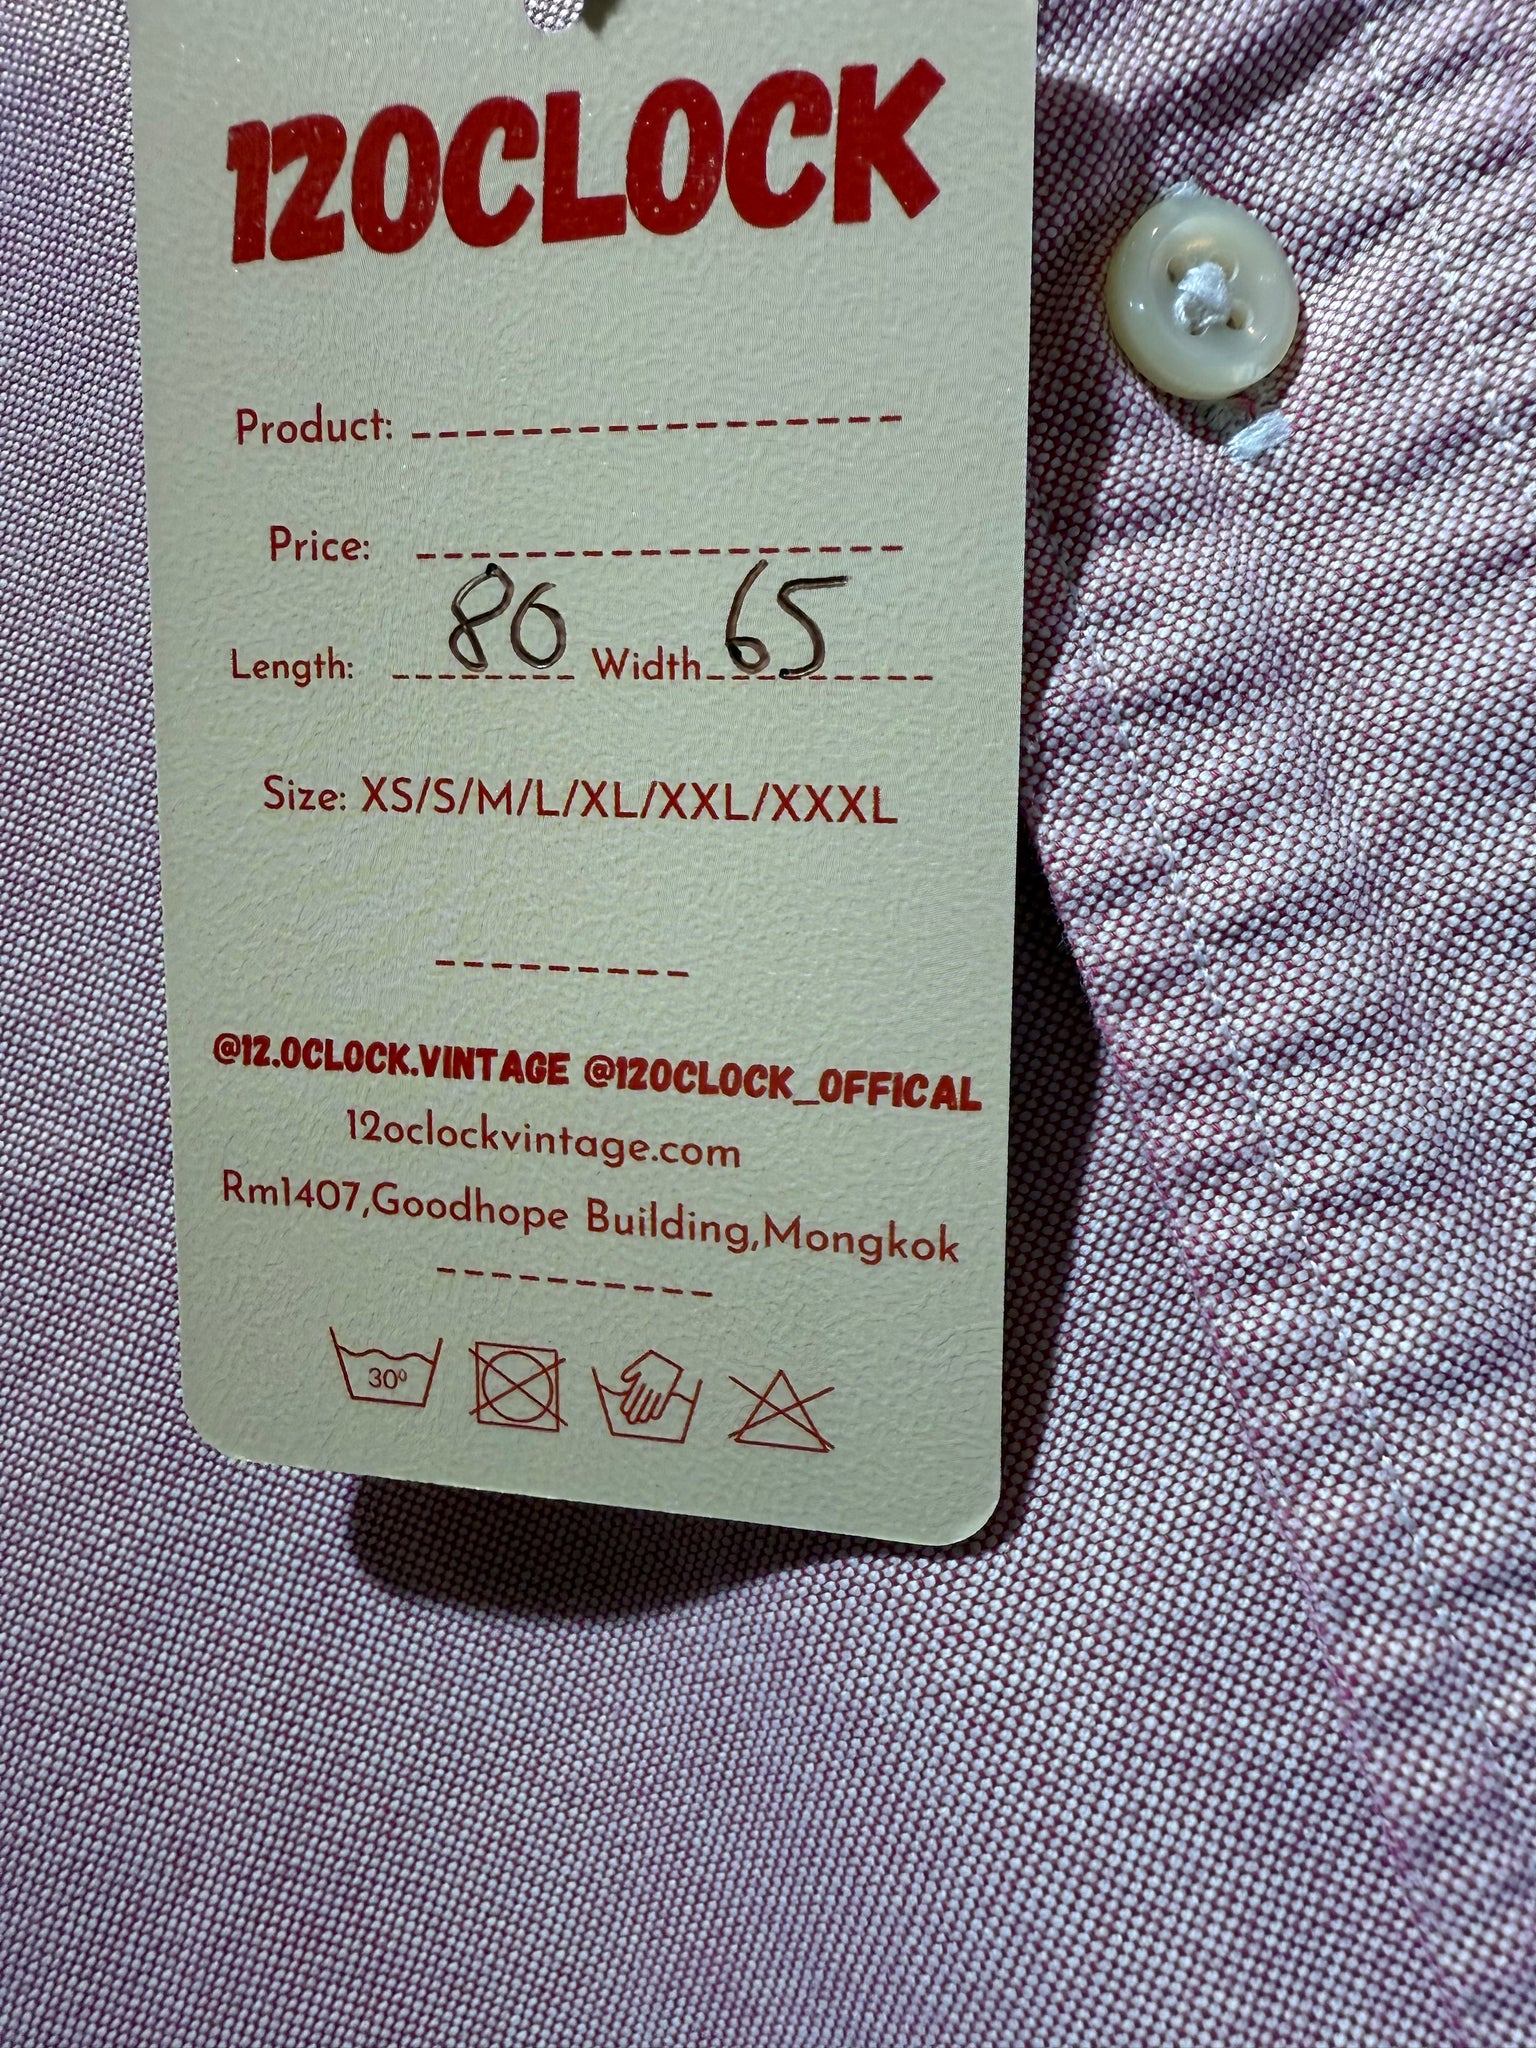 12OCLOCK
Product: -----------------
Price: -----------------
Length: 86 Width 65
Size: XS/S/M/L/XL/XXL/XXXL
@12.OCLOCK.VINTAGE @12OCLOCK_OFFICAL
12oclockvintage.com
Rm1407,Goodhope Building,Mongkok
30º